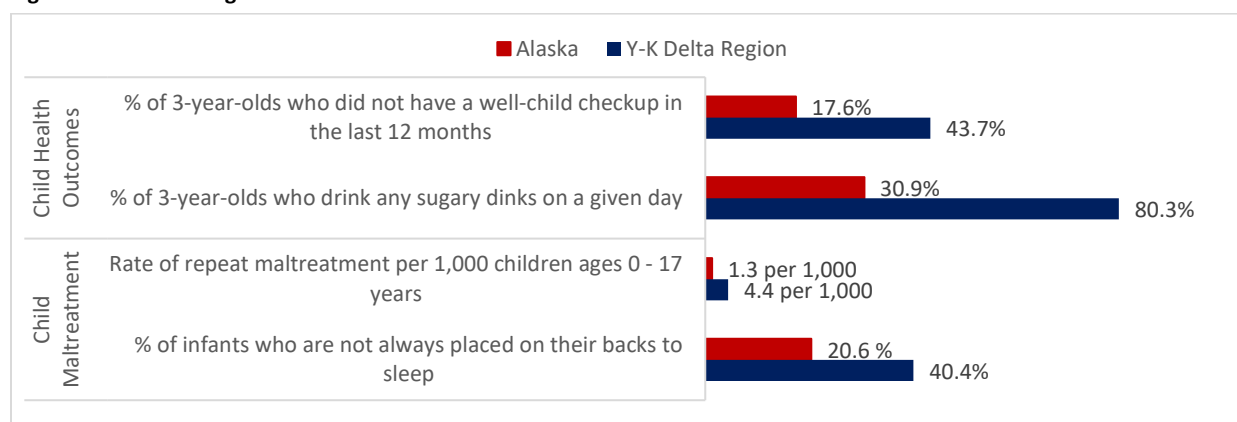 Alaska Y-K Delta Region
Child Health
Outcomes
% of 3-year-olds who did not have a well-child checkup in
the last 12 months
17.6%
43.7%
% of 3-year-olds who drink any sugary dinks on a given day
30.9%
80.3%
Child
Maltreatment
Rate of repeat maltreatment per 1,000 children ages 0 - 17
years
1.3 per 1,000
4.4 per 1,000
% of infants who are not always placed on their backs to
sleep
20.6 %
40.4%